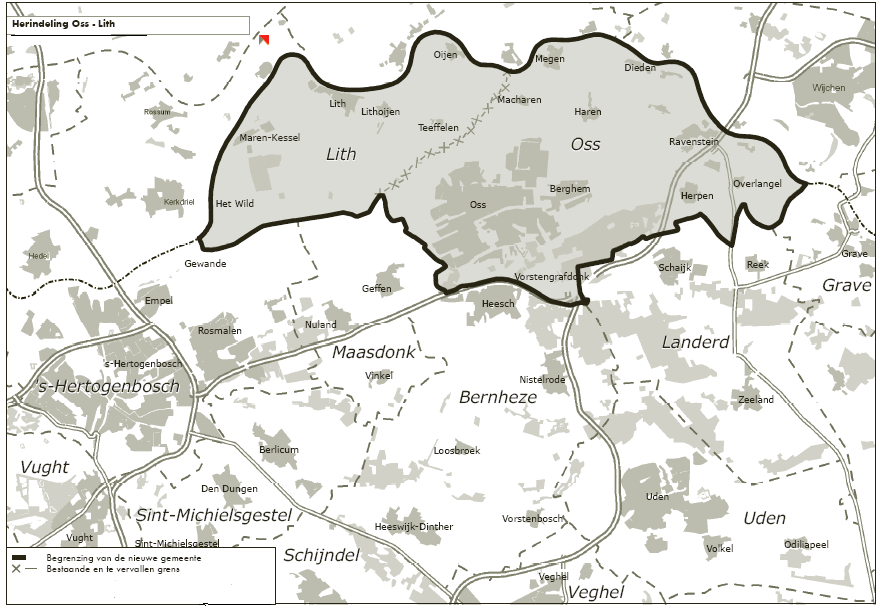 Herindeling Oss - Lith
Oijen
Megen
Dieden
Wijchen
Rossum
Lith
Lithoijen
Macharen
Haren
Teeffelen
Maren-Kessel
Lith
Oss
Ravenstein
Kerkdriel
Het Wild
Oss
Berghem
Herpen
Overlangel
Hedel
Gewande
Vorstengrafdonk
Schaijk
Reek
Grave
Grave
Empel
Geffen
Heesch
Rosmalen
Nuland
Maasdonk
Landerd
's-Hertogenbosch
's-Hertogenbosch
Vinkel
Nistelrode
Bernheze
Zeeland
Berlicum
Loosbroek
Vught
Den Dungen
Uden
Sint-Michielsgestel
Heeswijk-Dinther
Vorstenbosch
Uden
Vught
Sint-Michielsgestel
Schijndel
Volkel
Odiliapeel
Veghel
Veghel
Begrenzing van de nieuwe gemeente
Bestaande en te vervallen grens